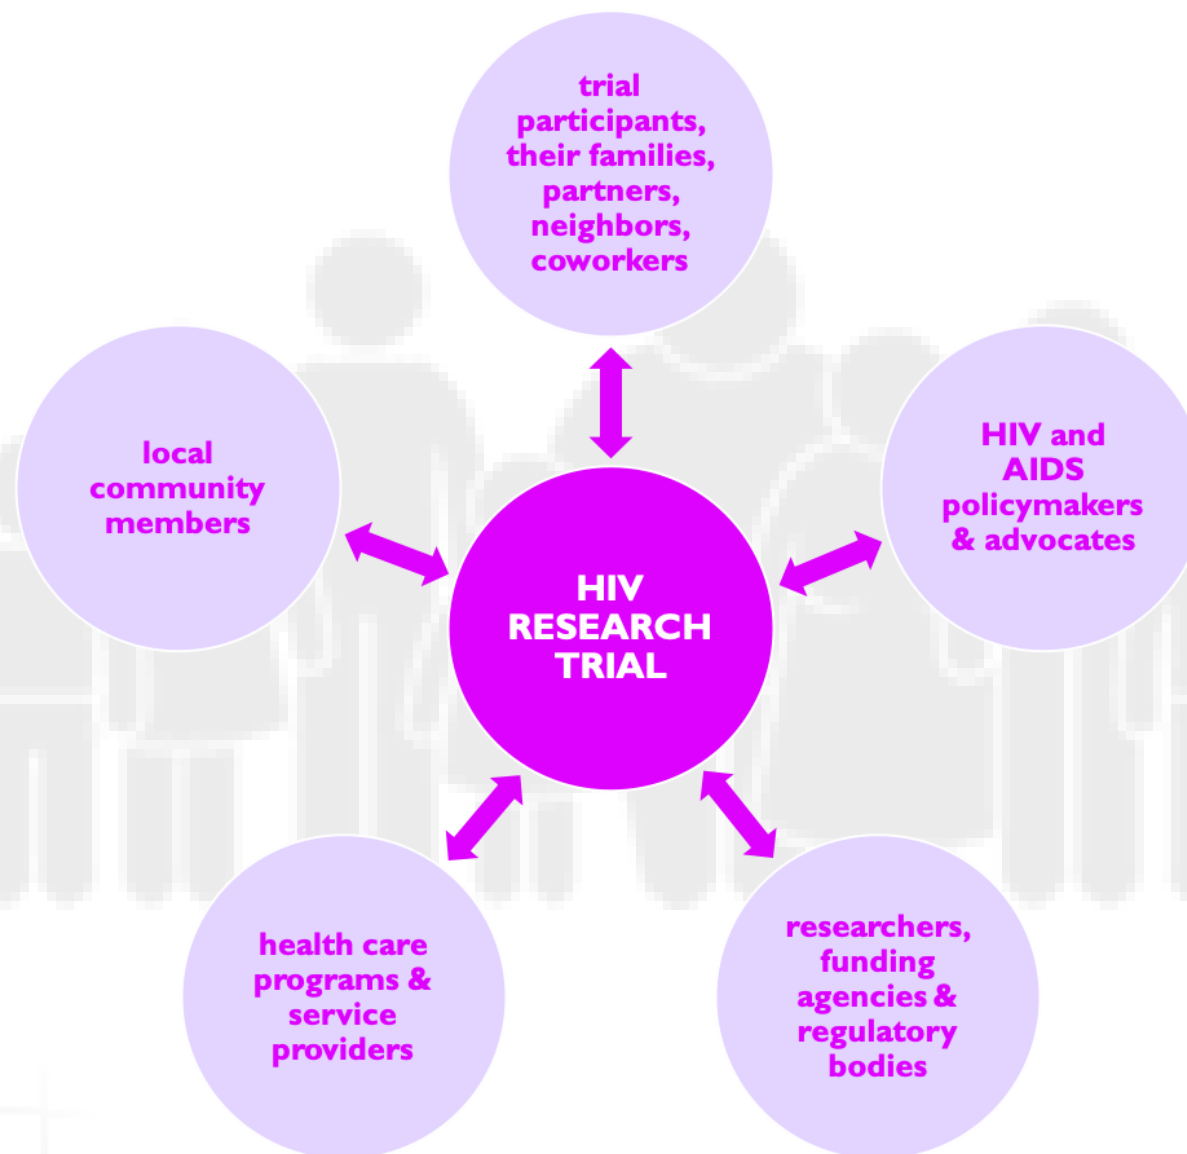 trial
participants,
their families,
partners,
neighbors,
coworkers
local
community
members
HIV and
AIDS
policymakers
& advocates
HIV
RESEARCH
TRIAL
health care
programs &
service
providers
researchers,
funding
agencies &
regulatory
bodies